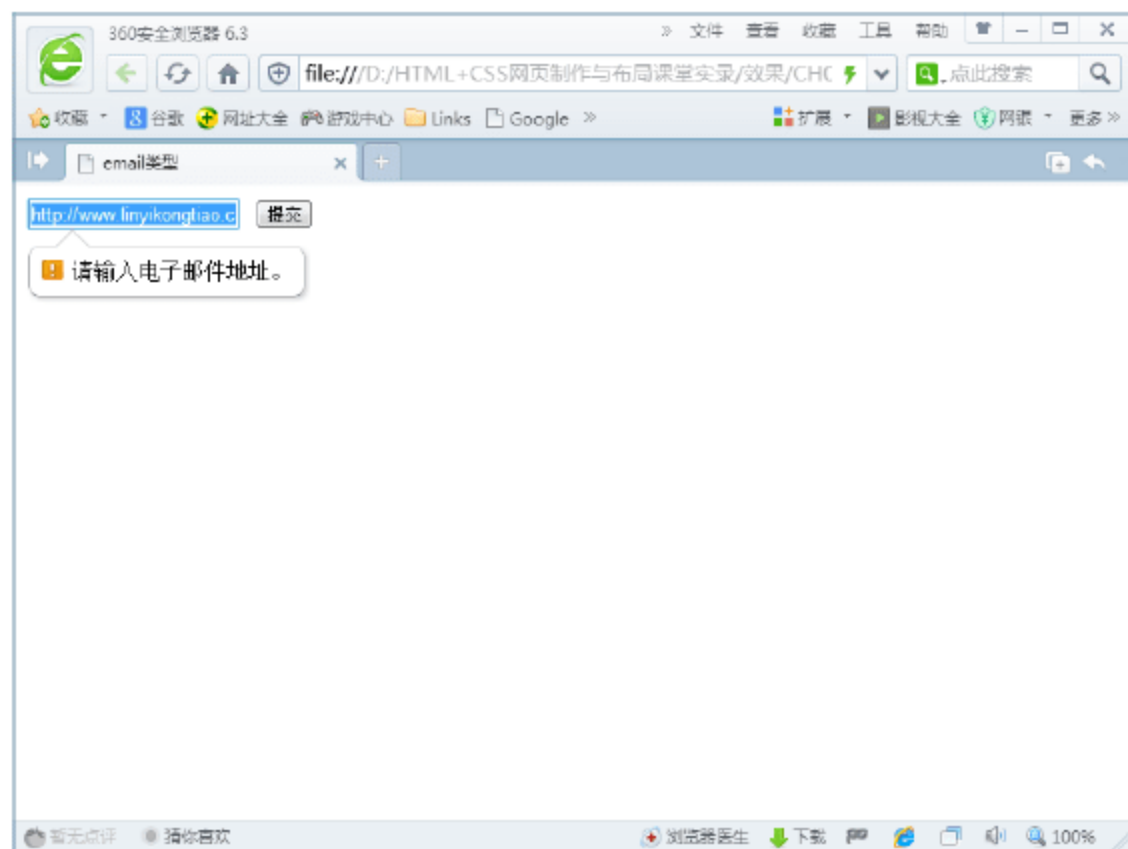 360安全浏览器 6.3
» 文件 查看 收藏 工具 帮助
file:///D:/HTML+CSS网页制作与布局课堂实录/效果/CHC
点此搜索
收藏 谷歌 网址大全 游戏中心 Links Google » 扩展 影视大全 网银 更多 »
email类型
http://www.linyikongtiao.c 提交
请输入电子邮件地址。
暂无点评 猜你喜欢 浏览器医生 下载 100%